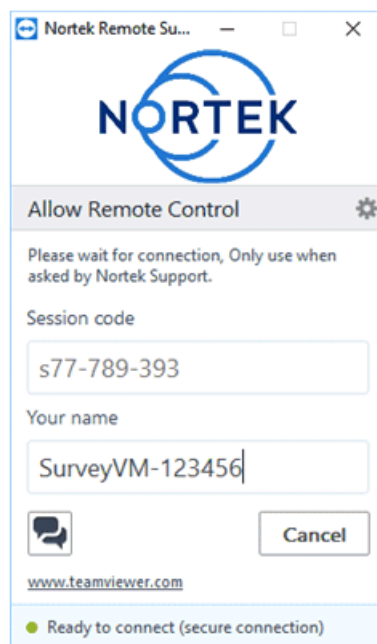 Nortek Remote Su...
NORTEK
Allow Remote Control
Please wait for connection, Only use when
asked by Nortek Support.
Session code
s77-789-393
Your name
SurveyVM-123456
Cancel
www.teamviewer.com
Ready to connect (secure connection)